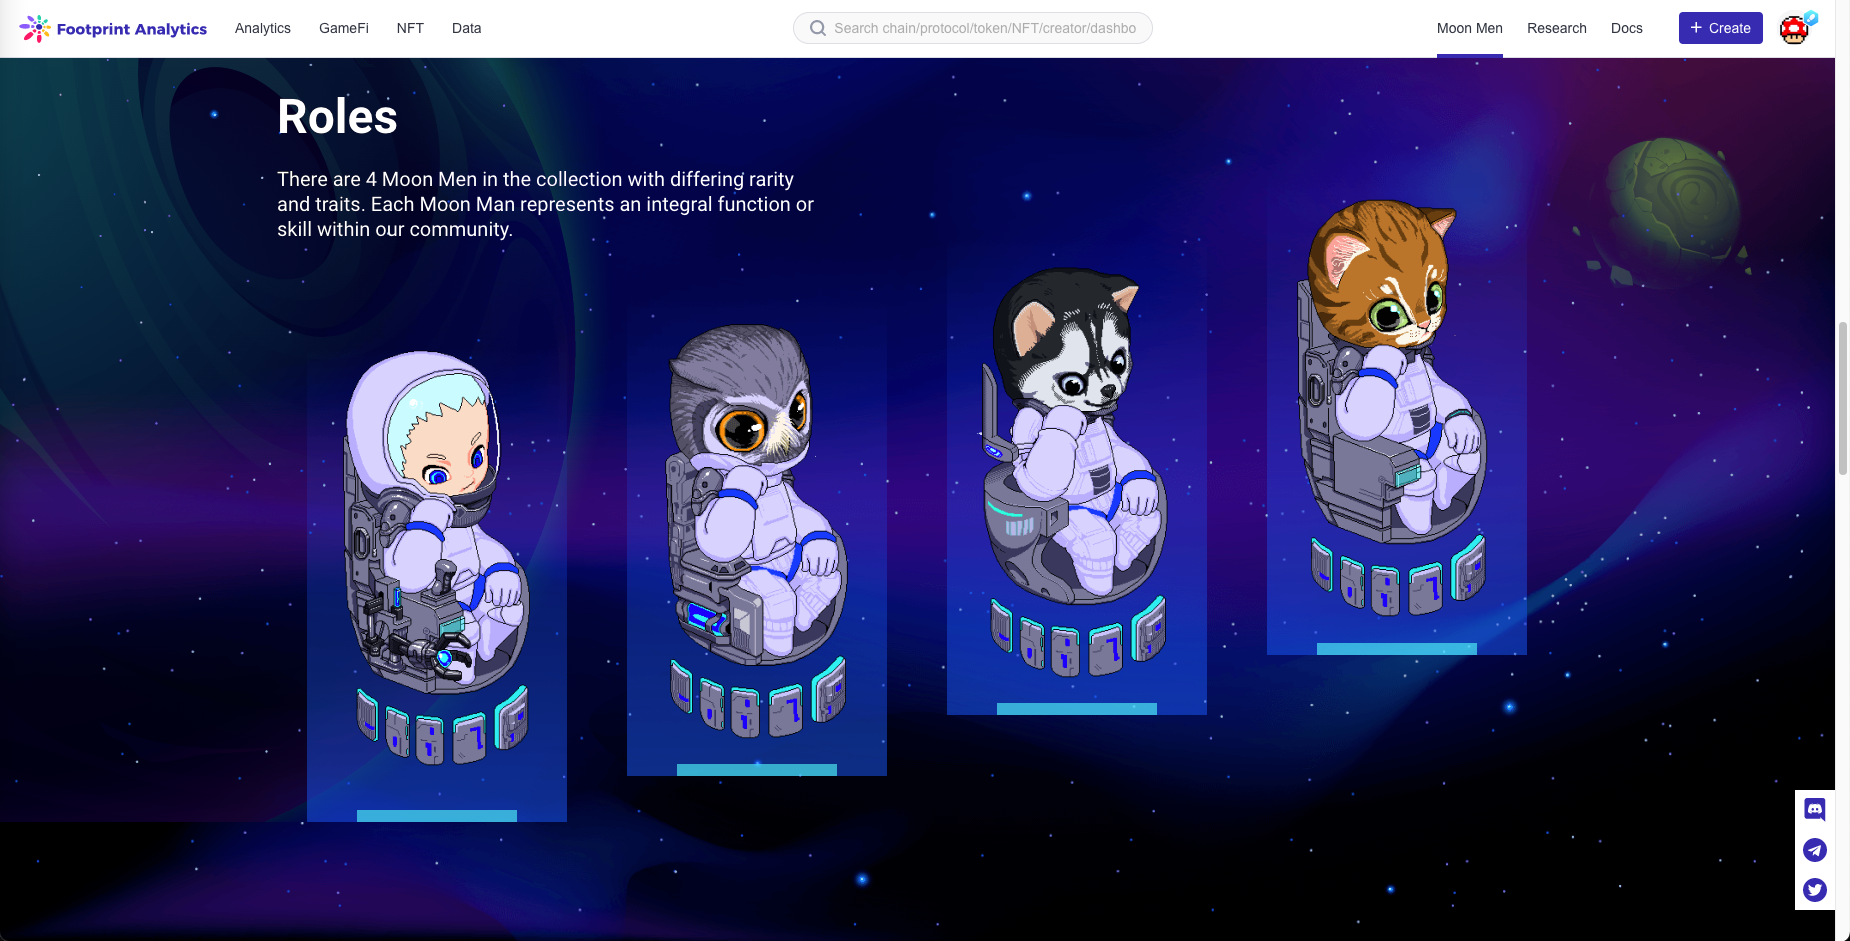 Footprint Analytics Analytics GameFi NFT Data Search chain/protocol/token/NFT/creator/dashbo Moon Men Research Docs + Create
Roles
There are 4 Moon Men in the collection with differing rarity
and traits. Each Moon Man represents an integral function or
skill within our community.